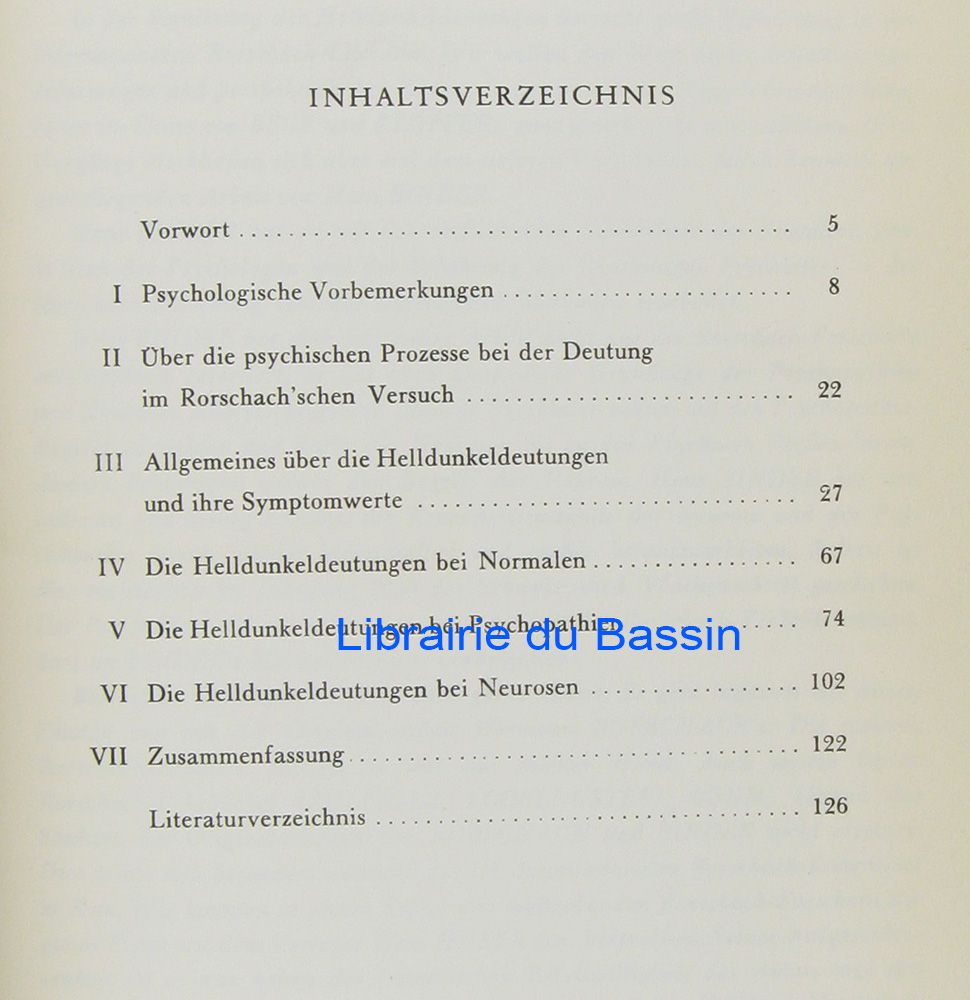 INHALTSVERZEICHNIS
Vorwort ............................................ 5
I Psychologische Vorbemerkungen ........................ 8
II Über die psychischen Prozesse bei der Deutung
im Rorschach'schen Versuch ........................... 22
III Allgemeines über die Helldunkeldeutungen
und ihre Symptomwerte ............................... 27
IV Die Helldunkeldeutungen bei Normalen ................. 67
V Die Helldunkeldeutungen bei Psychopathien ............ 74
Librairie du Bassin
VI Die Helldunkeldeutungen bei Neurosen ................. 102
VII Zusammenfassung ..................................... 122
Literaturverzeichnis .................................. 126